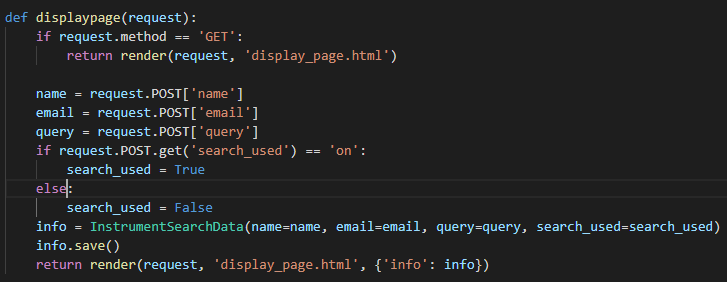 def displaypage(request):
    if request.method == 'GET':
        return render(request, 'display_page.html')

    name = request.POST['name']
    email = request.POST['email']
    query = request.POST['query']
    if request.POST.get('search_used') == 'on':
        search_used = True
    else:
        search_used = False
    info = InstrumentSearchData(name=name, email=email, query=query, search_used=search_used)
    info.save()
    return render(request, 'display_page.html', {'info': info})